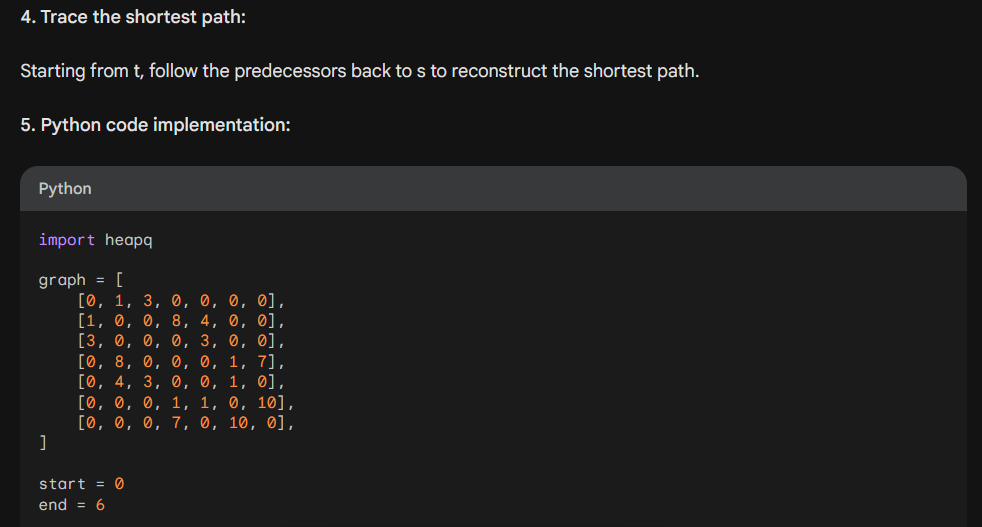 4. Trace the shortest path:
Starting from t, follow the predecessors back to s to reconstruct the shortest path.
5. Python code implementation:
Python
import heapq
graph = [
    [0, 1, 3, 0, 0, 0, 0],
    [1, 0, 0, 8, 4, 0, 0],
    [3, 0, 0, 0, 3, 0, 0],
    [0, 8, 0, 0, 0, 1, 7],
    [0, 4, 3, 0, 0, 1, 0],
    [0, 0, 0, 1, 1, 0, 10],
    [0, 0, 0, 7, 0, 10, 0],
]
start = 0
end = 6